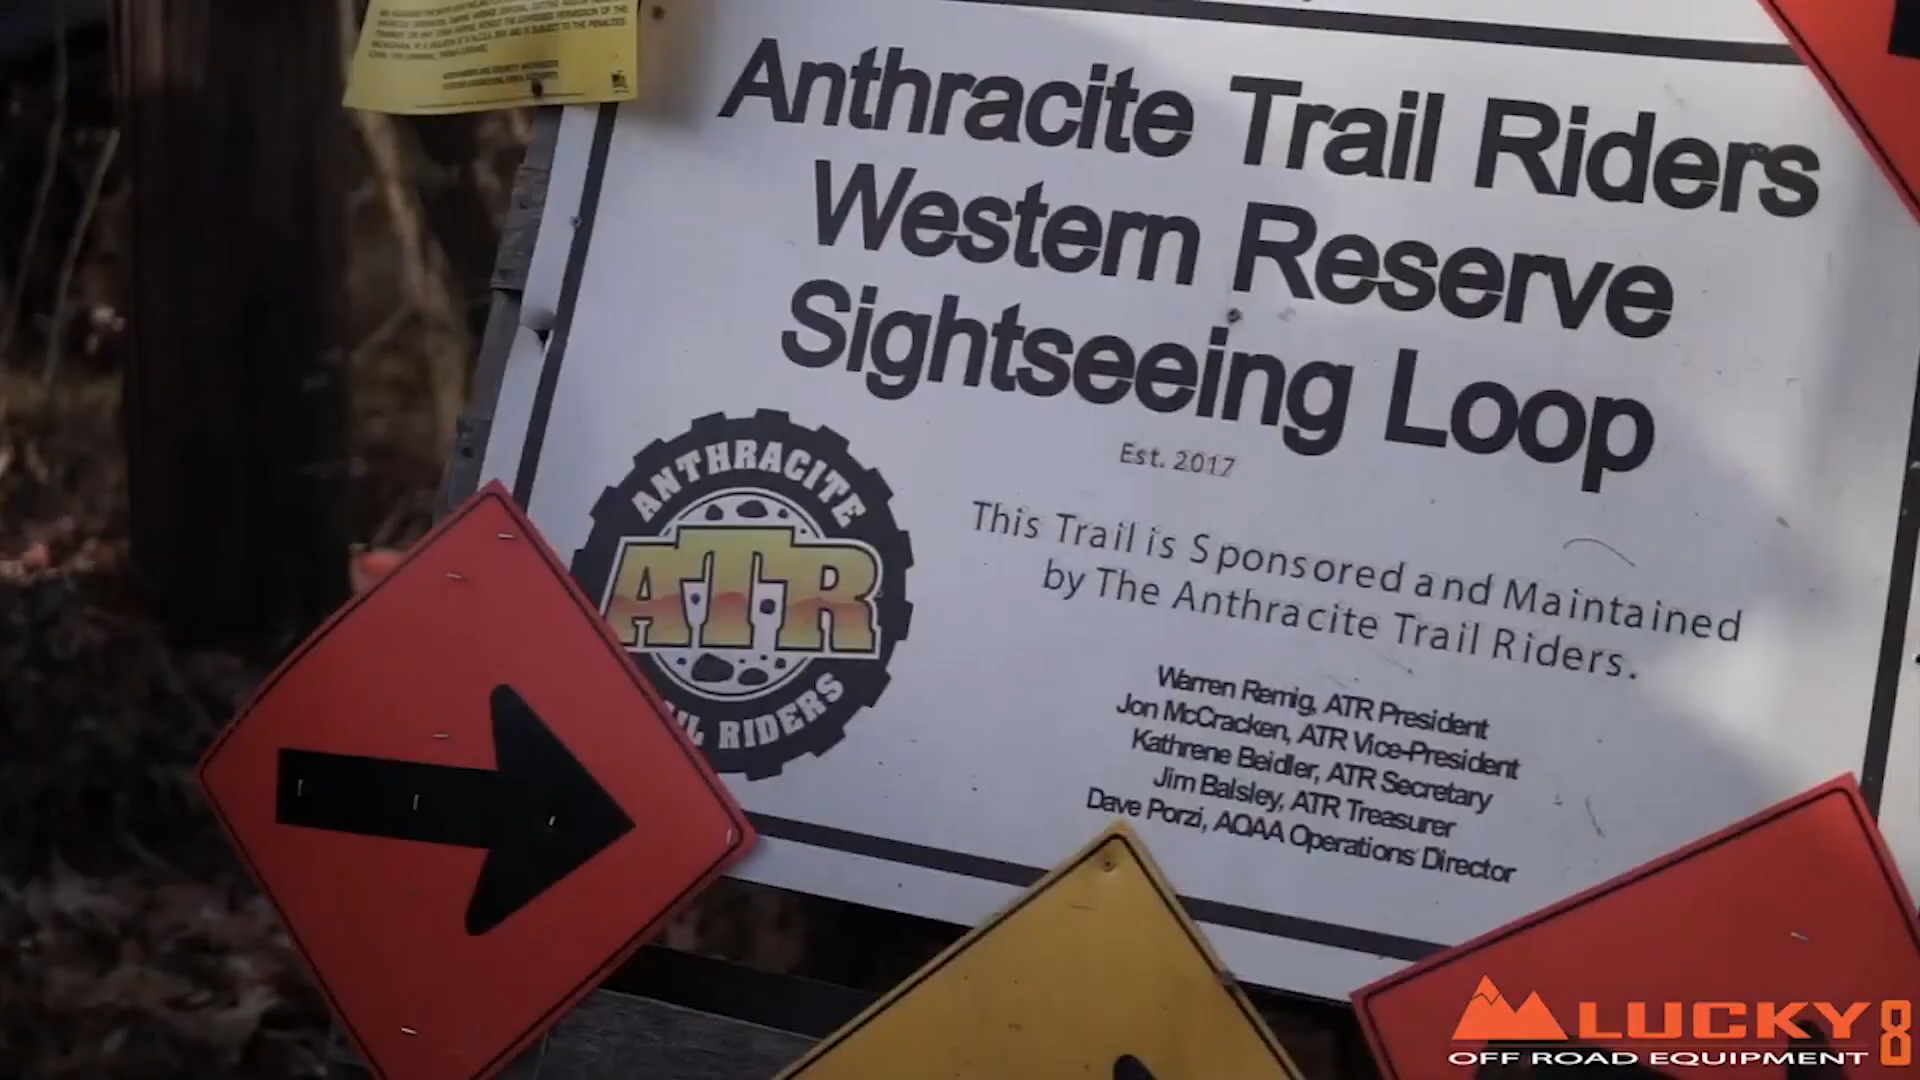 Anthracite Trail Riders
Western Reserve
Sightseeing Loop
Est. 2017
This Trail is Sponsored and Maintained
by The Anthracite Trail Riders.
Warren Remig, ATR President
Jon McCracken, ATR Vice-President
Kathrene Beidler, ATR Secretary
Jim Balsley, ATR Treasurer
Dave Porzi, AOAA Operations Director
ANTHRACITE
ATR
RIDERS
LUCKY 8
OFF ROAD EQUIPMENT